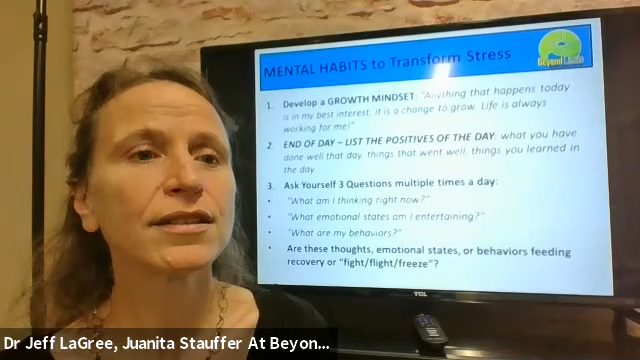 MENTAL HABITS to Transform Stress
Beyond Limits
1. Develop a GROWTH MINDSET: "Anything that happens today
is in my best interest, it is a change to grow. Life is always
working for me!"
2. END OF DAY – LIST THE POSITIVES OF THE DAY: what you have
done well that day, things that went well, things you learned in
the day.
3. Ask Yourself 3 Questions multiple times a day:
• "What am I thinking right now?"
• "What emotional states am I entertaining?"
• "What are my behaviors?"
• Are these thoughts, emotional states, or behaviors feeding
recovery or "fight/flight/freeze"?
TCL
Dr Jeff LaGree, Juanita Stauffer At Beyon...